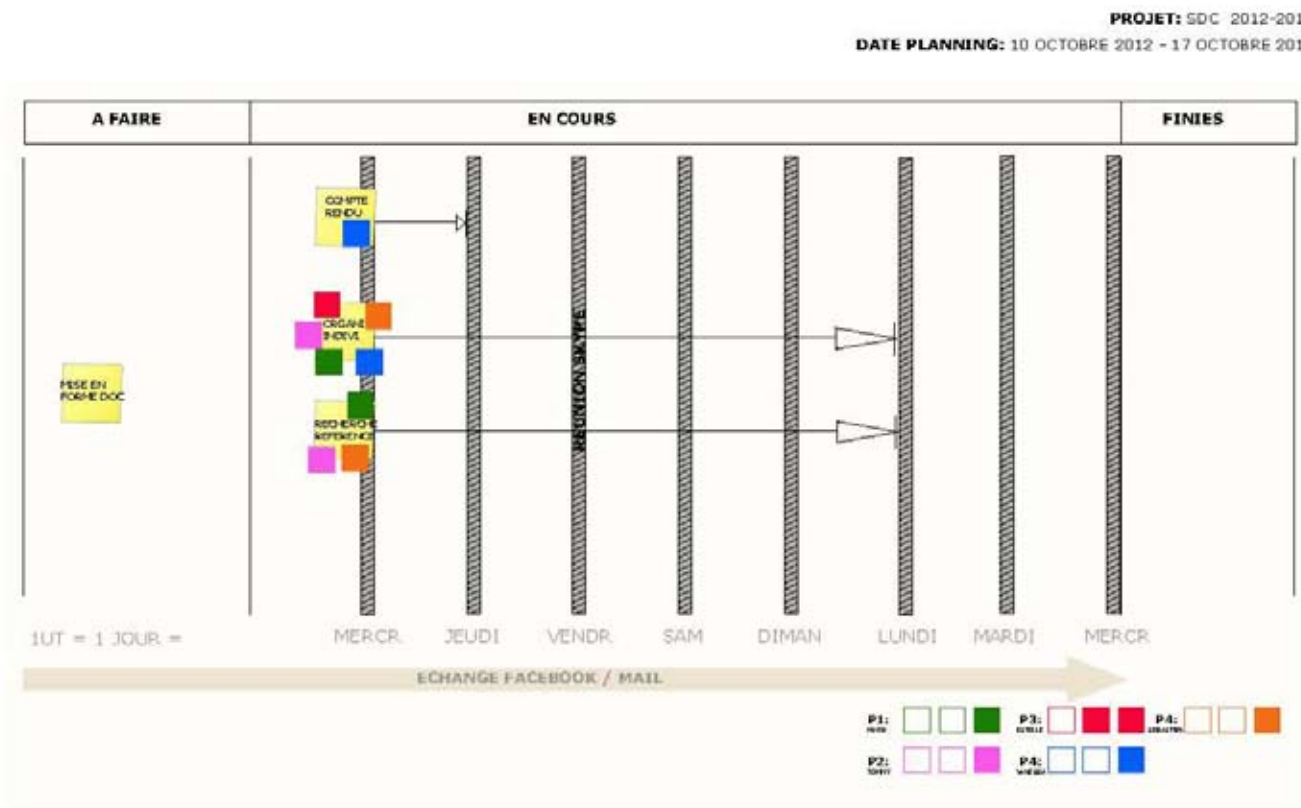 PROJET: SDC 2012-201
DATE PLANNING: 10 OCTOBRE 2012 - 17 OCTOBRE 201
A FAIRE
EN COURS
FINIES
COMPTE
RENDU
ORGANI
INDIVI
MISE EN
FORME DOC
RECHERCHE
REFERENCE
REUNION SKYPE
1UT = 1 JOUR =
MERCR
JEUDI
VENDR
SAM
DIMAN
LUNDI
MARDI
MERCR
ECHANGE FACEBOOK / MAIL
P1:
P3:
P4:
P2:
P4: